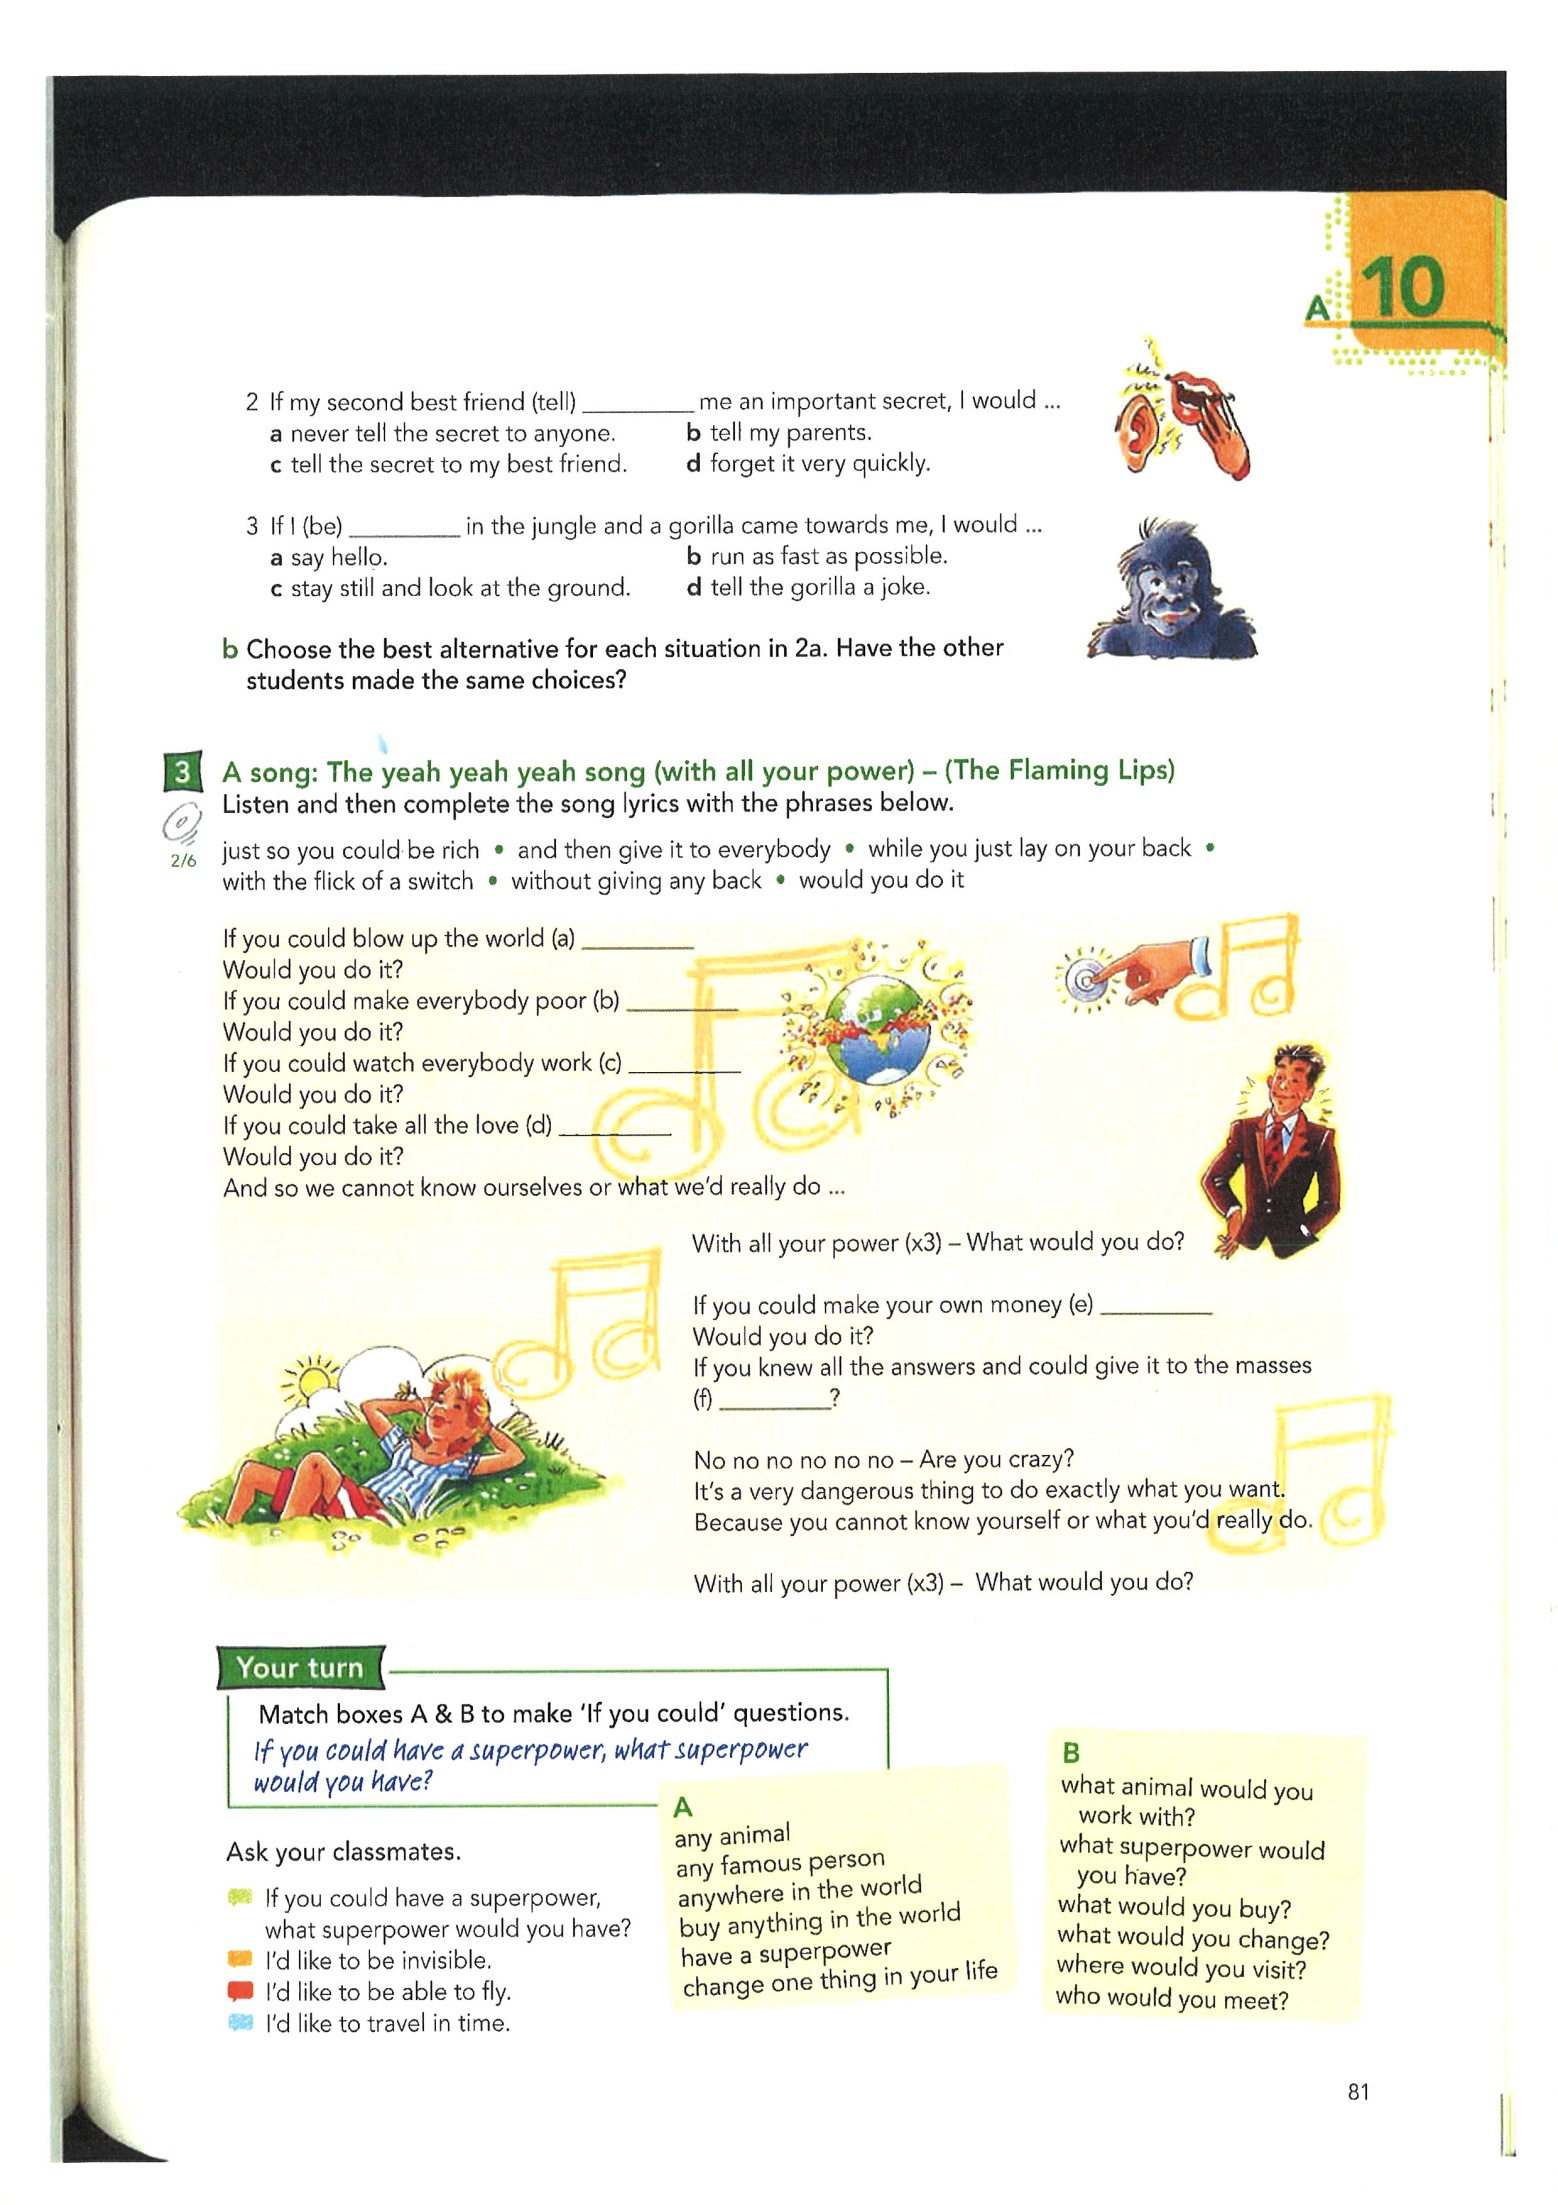 A 10
2 If my second best friend (tell) __________ me an important secret, I would ...
a never tell the secret to anyone. b tell my parents.
c tell the secret to my best friend. d forget it very quickly.
3 If I (be) __________ in the jungle and a gorilla came towards me, I would ...
a say hello. b run as fast as possible.
c stay still and look at the ground. d tell the gorilla a joke.
b Choose the best alternative for each situation in 2a. Have the other
students made the same choices?
3 A song: The yeah yeah yeah song (with all your power) – (The Flaming Lips)
Listen and then complete the song lyrics with the phrases below.
2/6
just so you could be rich • and then give it to everybody • while you just lay on your back •
with the flick of a switch • without giving any back • would you do it
If you could blow up the world (a) __________
Would you do it?
If you could make everybody poor (b) __________
Would you do it?
If you could watch everybody work (c) __________
Would you do it?
If you could take all the love (d) __________
Would you do it?
And so we cannot know ourselves or what we'd really do ...
With all your power (x3) – What would you do?
If you could make your own money (e) __________
Would you do it?
If you knew all the answers and could give it to the masses
(f) __________?
No no no no no no – Are you crazy?
It's a very dangerous thing to do exactly what you want.
Because you cannot know yourself or what you'd really do.
With all your power (x3) – What would you do?
Your turn
Match boxes A & B to make 'If you could' questions.
If you could have a superpower, what superpower
would you have?
Ask your classmates.
If you could have a superpower,
what superpower would you have?
I'd like to be invisible.
I'd like to be able to fly.
I'd like to travel in time.
A
any animal
any famous person
anywhere in the world
buy anything in the world
have a superpower
change one thing in your life
B
what animal would you
work with?
what superpower would
you have?
what would you buy?
what would you change?
where would you visit?
who would you meet?
81